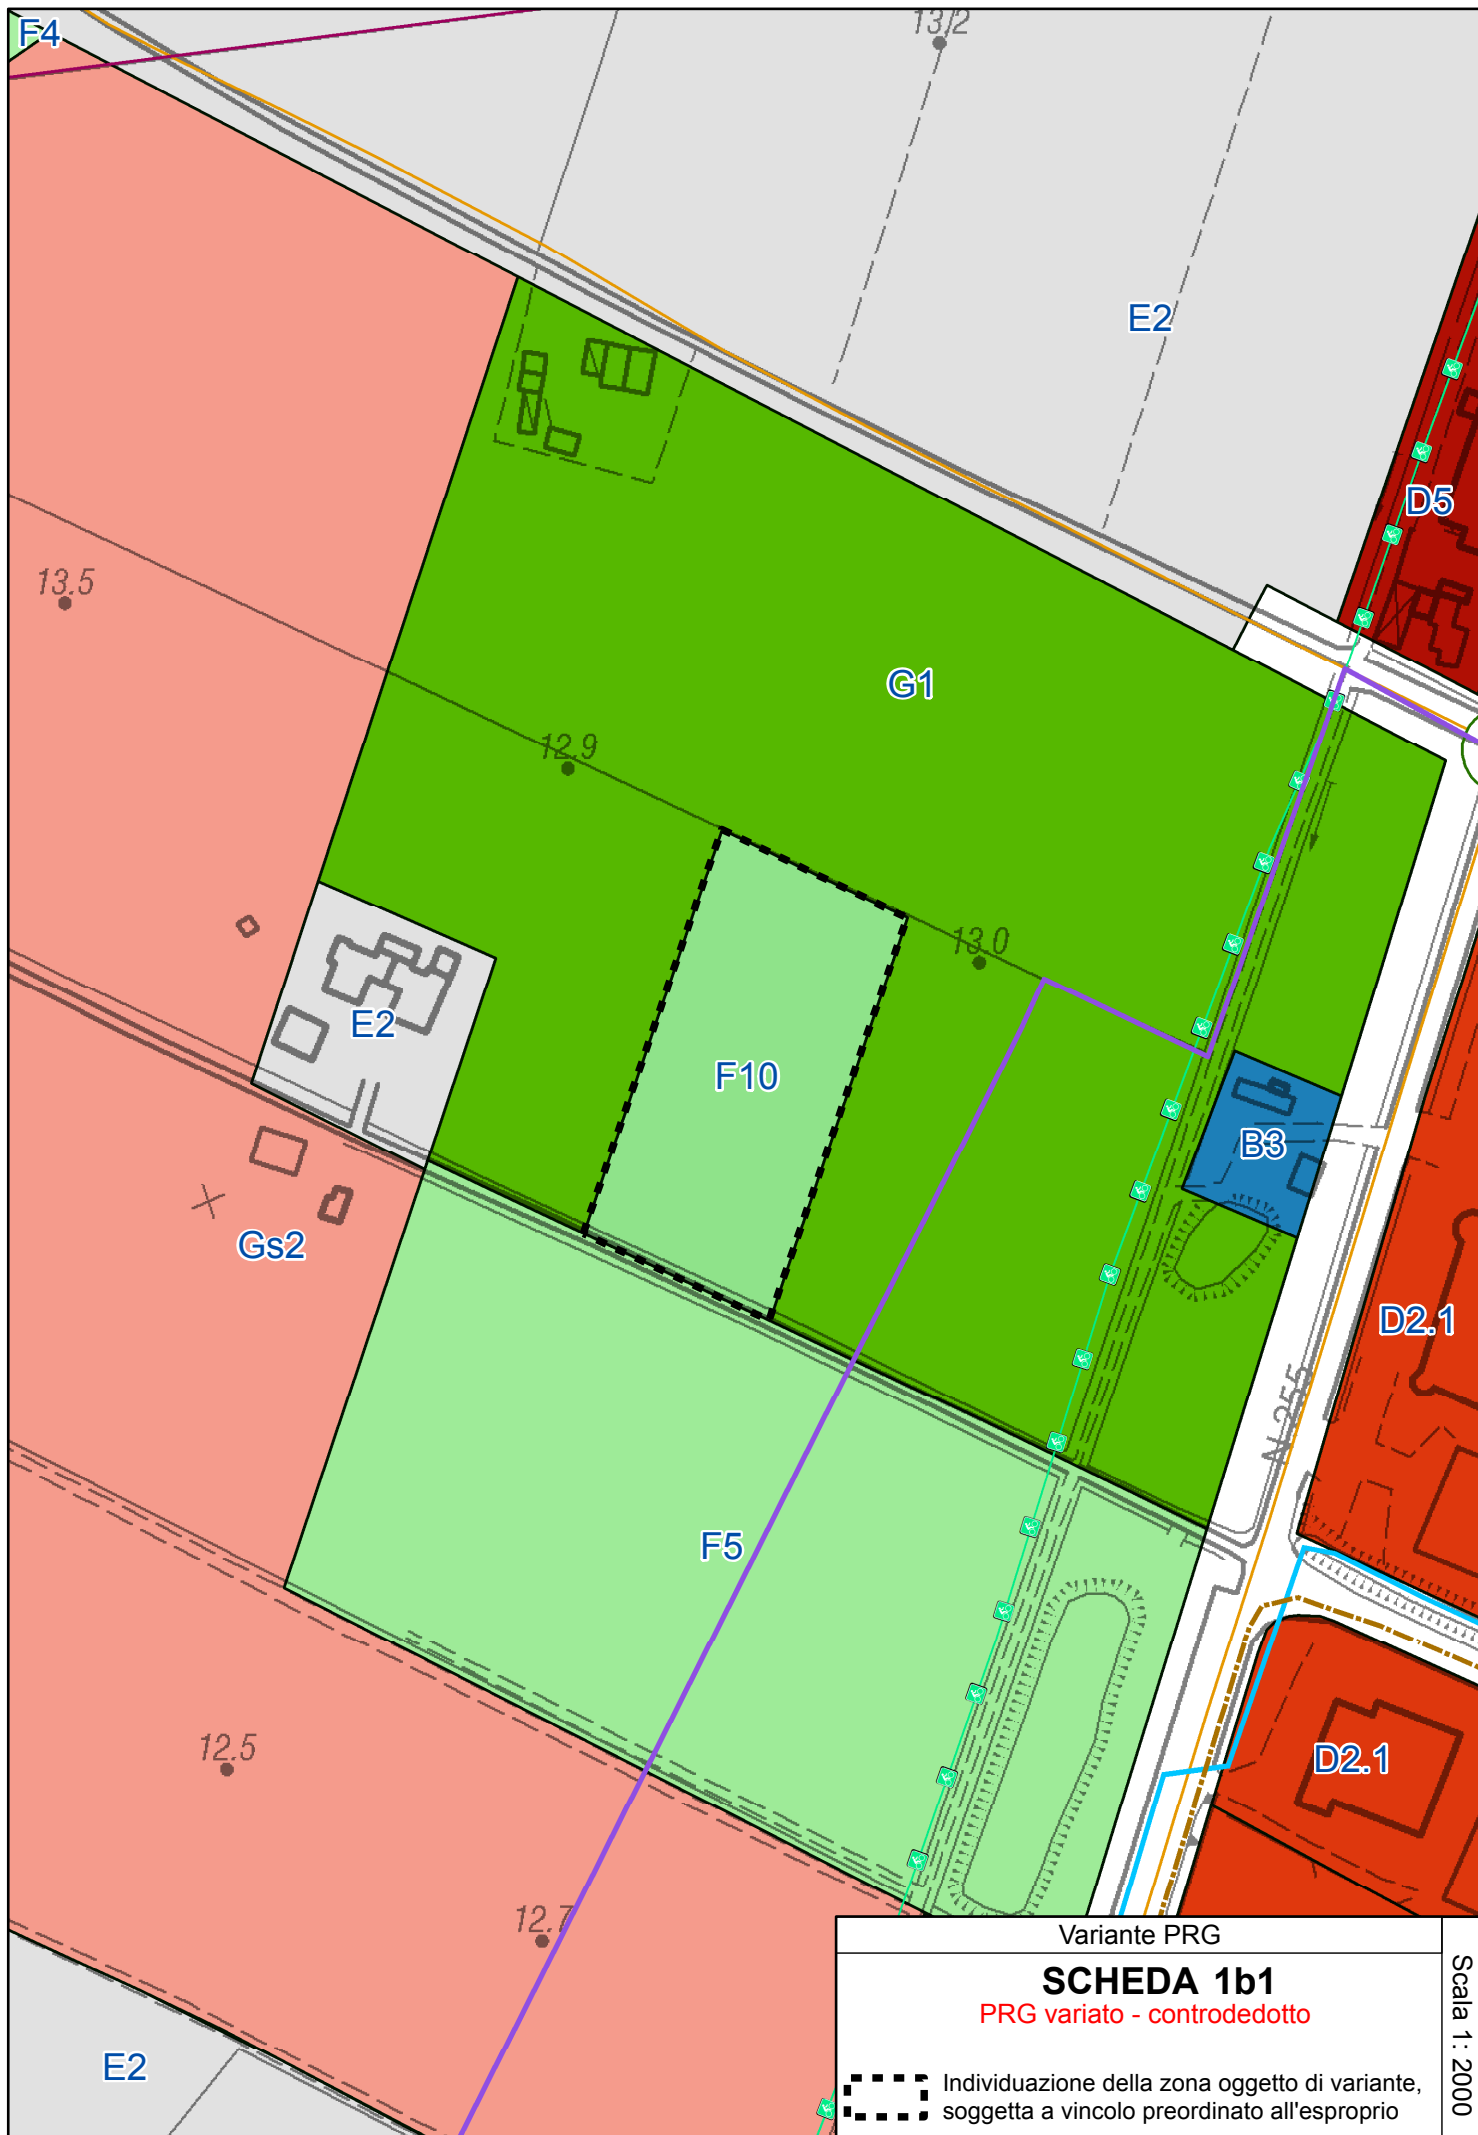 F4
13,2
E2
D5
13.5
G1
12.9
13.0
E2
F10
B3
Gs2
D2.1
N.255
F5
12.5
D2.1
12.7
E2
Variante PRG
SCHEDA 1b1
PRG variato - controdedotto
Individuazione della zona oggetto di variante,
soggetta a vincolo preordinato all'esproprio
Scala 1: 2000